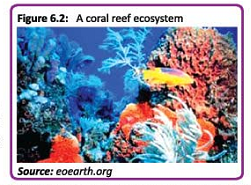 Figure 6.2: A coral reef ecosystem
Source: eoearth.org